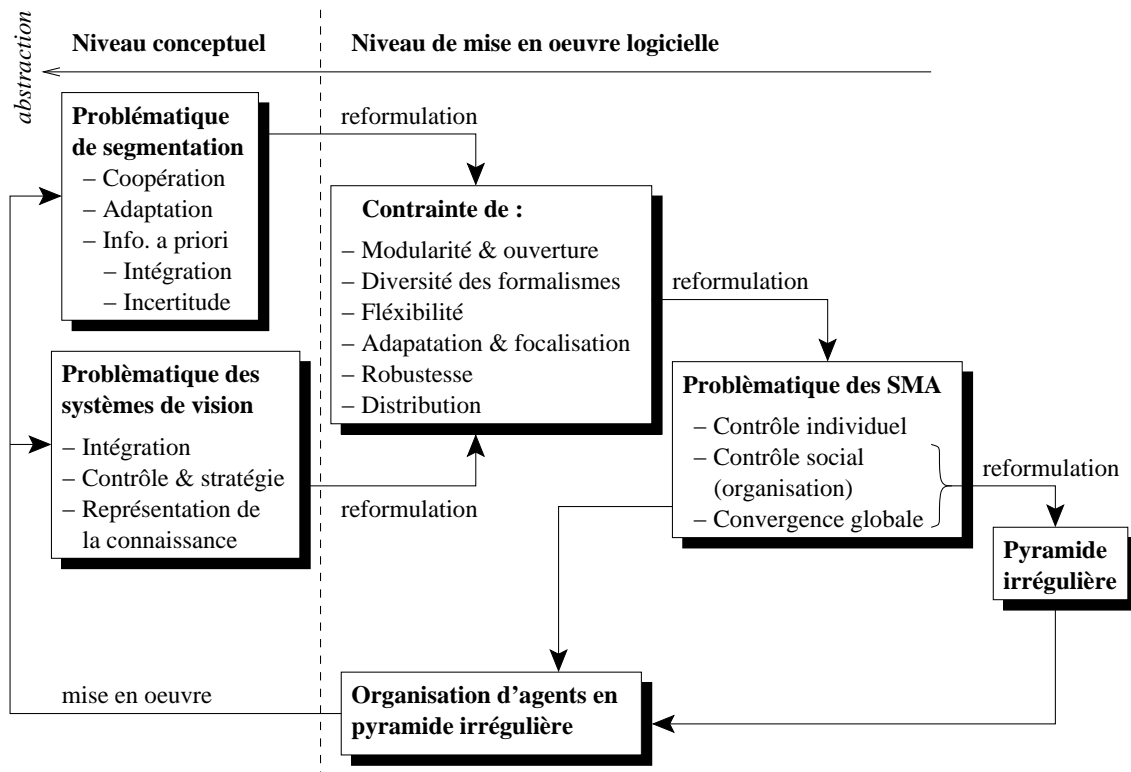 Niveau conceptuel
Niveau de mise en oeuvre logicielle
abstraction
Problématique
de segmentation
– Coopération
– Adaptation
– Info. a priori
– Intégration
– Incertitude
reformulation
Contrainte de :
– Modularité & ouverture
– Diversité des formalismes
– Fléxibilité
– Adapatation & focalisation
– Robustesse
– Distribution
reformulation
Problèmatique des
systèmes de vision
– Intégration
– Contrôle & stratégie
– Représentation de
la connaissance
reformulation
Problèmatique des SMA
– Contrôle individuel
– Contrôle social
(organisation)
– Convergence globale
reformulation
Pyramide
irrégulière
mise en oeuvre
Organisation d'agents en
pyramide irrégulière